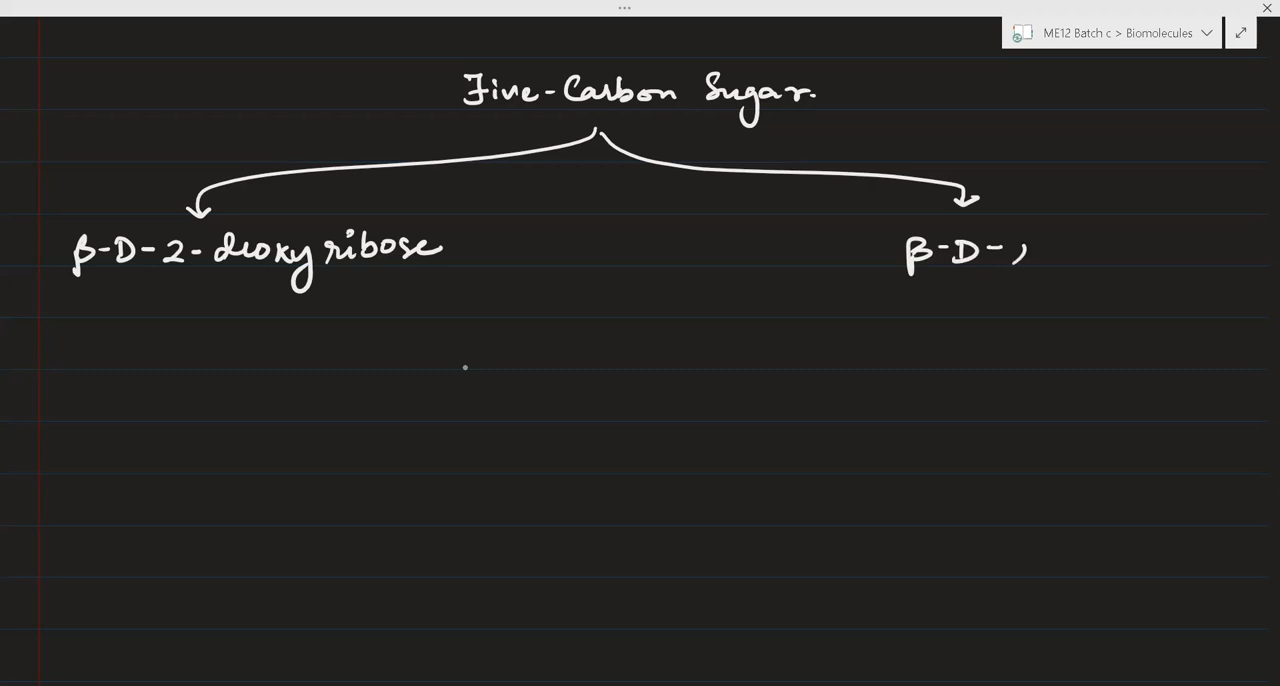 ME12 Batch c > Biomolecules
Five-Carbon Sugar.
β-D-2-deoxyribose
β-D-